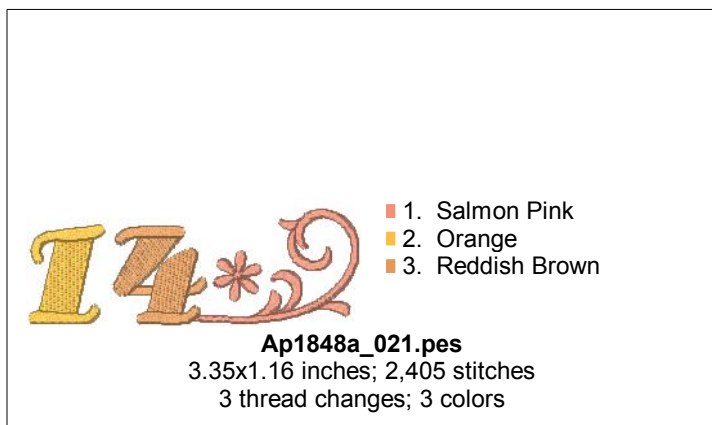 14
1. Salmon Pink
2. Orange
3. Reddish Brown
Ap1848a_021.pes
3.35x1.16 inches; 2,405 stitches
3 thread changes; 3 colors